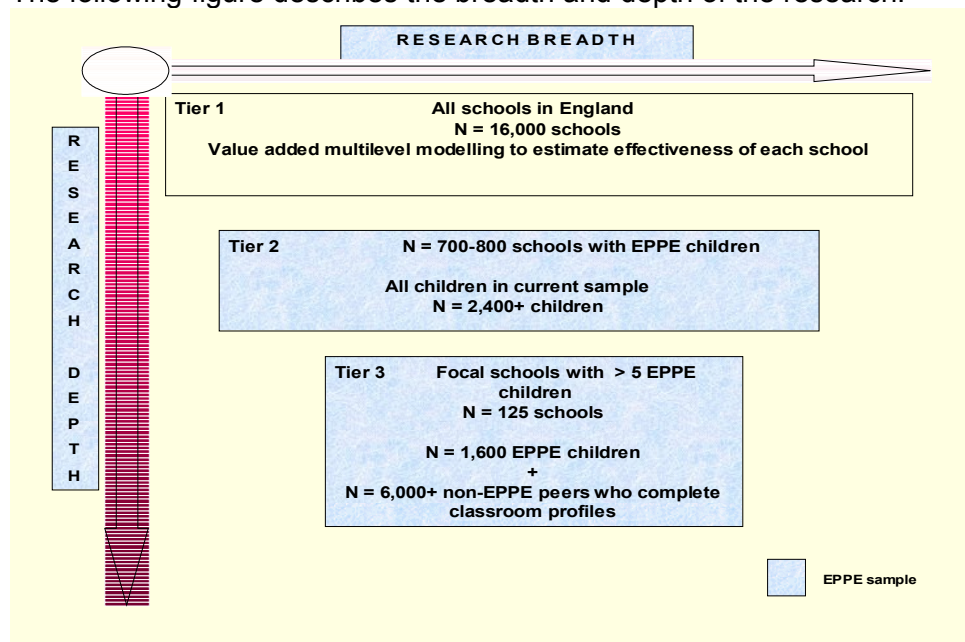 The following figure describes the breadth and depth of the research.
RESEARCH BREADTH
Tier 1 All schools in England
N = 16,000 schools
Value added multilevel modelling to estimate effectiveness of each school
R
E
S
E
A
R
C
H
D
E
P
T
H
Tier 2 N = 700-800 schools with EPPE children
All children in current sample
N = 2,400+ children
Tier 3 Focal schools with > 5 EPPE
children
N = 125 schools
N = 1,600 EPPE children
+
N = 6,000+ non-EPPE peers who complete
classroom profiles
EPPE sample